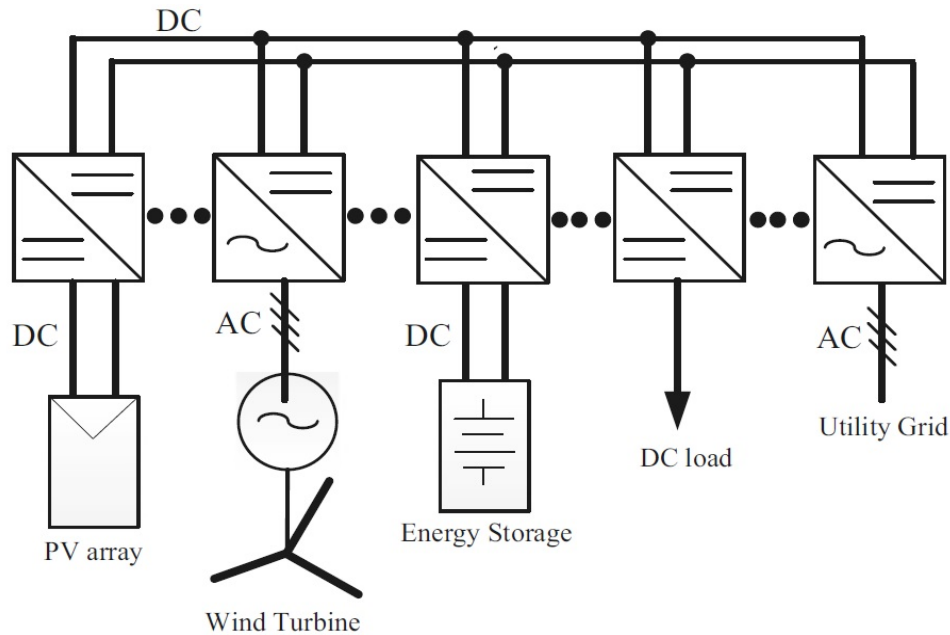 DC
DC
AC
DC
AC
Utility Grid
DC load
Energy Storage
PV array
Wind Turbine